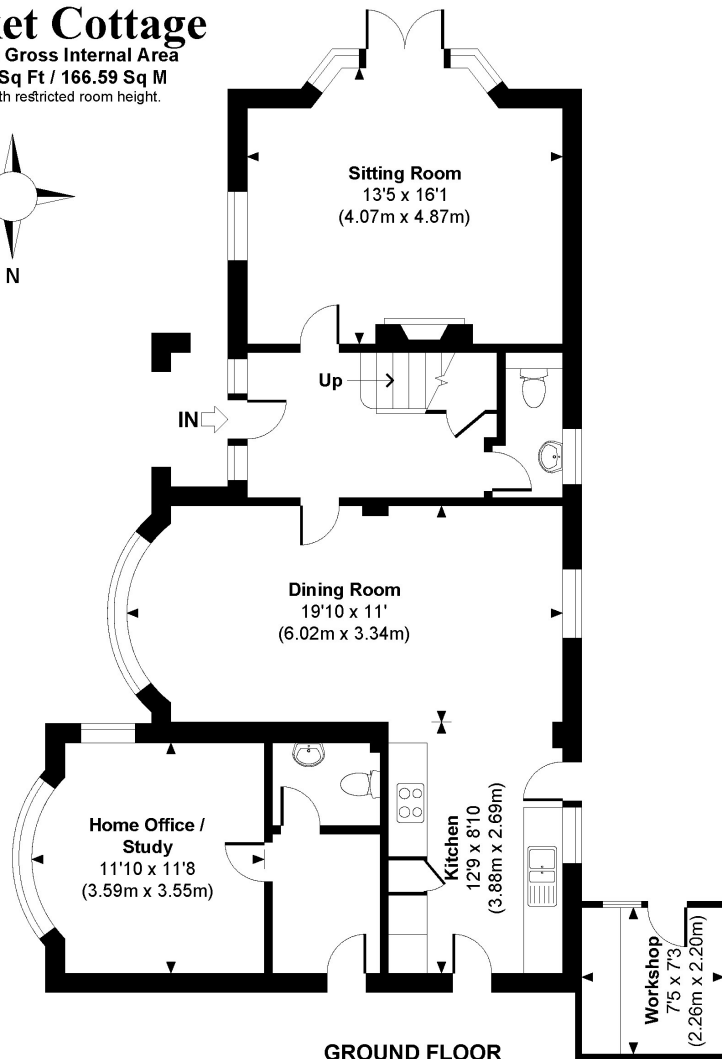 Cottage
Gross Internal Area
Sq Ft / 166.59 Sq M
restricted room height.
N
Sitting Room
13'5 x 16'1
(4.07m x 4.87m)
Up
IN
Dining Room
19'10 x 11'
(6.02m x 3.34m)
Home Office /
Study
11'10 x 11'8
(3.59m x 3.55m)
Kitchen
12'9 x 8'10
(3.88m x 2.69m)
Workshop
7'5 x 7'3
(2.26m x 2.20m)
GROUND FLOOR